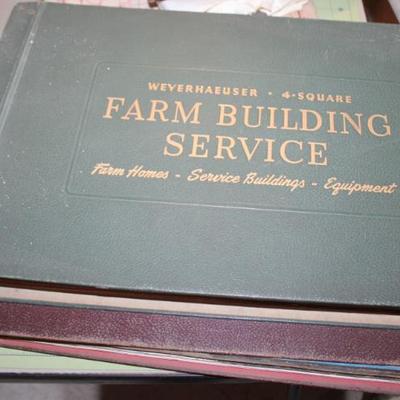 WEYERHAEUSER • 4-SQUARE
FARM BUILDING
SERVICE
Farm Homes - Service Buildings - Equipment